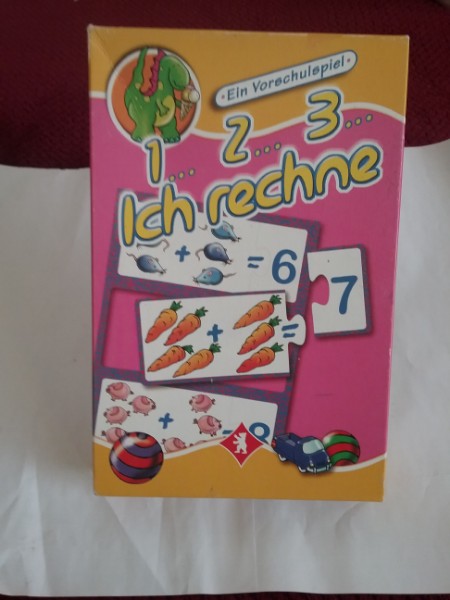 • Ein Vorschulspiel •
1... 2... 3...
Ich rechne
+ = 6
+ = 7
+ =